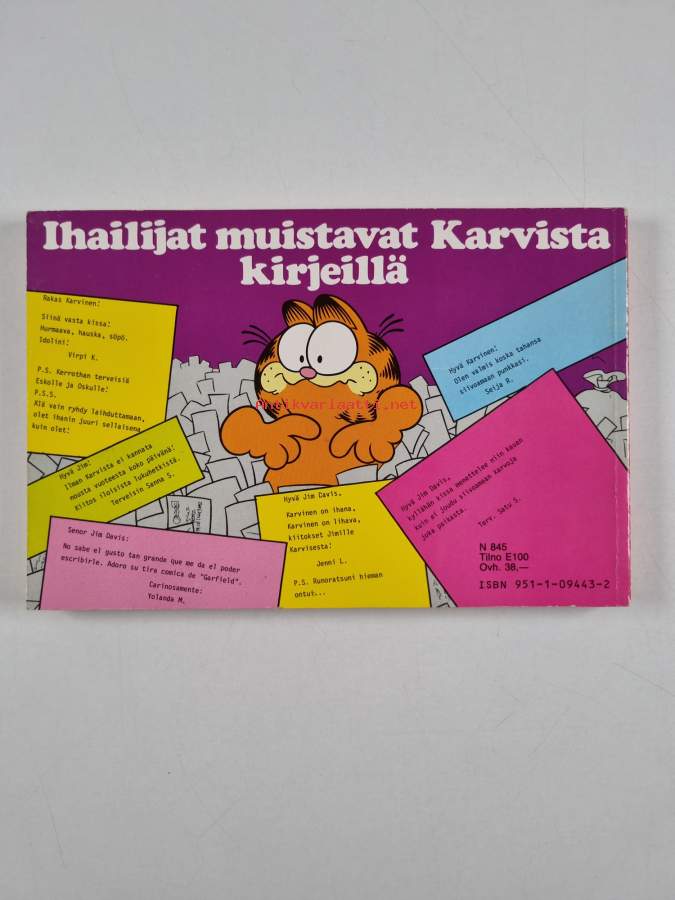 Ihailijat muistavat Karvista
kirjeillä
Rakas Karvinen:
Siinä vasta kissa:
Hurmaava, hauska, söpö.
Idolini:
Virpi K.
P.S. Kerrothan terveisiä
Eskolle ja Oskulle:
P.S.S.
Älä vain ryhdy laihduttamaan,
olet ihanin juuri sellaisena
kuin olet:
Hyvä Jim:
Ilman Karvista ei kannata
nousta vuoteesta koko päivänä:
Kiitos iloisista lukuhetkistä.
Terveisin Sanna S.
Senor Jim Davis:
No sabe el gusto tan grande que me da el poder
escribirle. Adoro su tira comica de "Garfield".
Carinosamente:
Yolanda M.
Hyvä Jim Davis,
Karvinen on ihana,
Karvinen on lihava,
kiitokset Jimille
Karvisesta:
Jenni L.
P.S. Runoratsuni hieman
ontui...
Hyvä Karvinen:
Olen valmis koska tahansa
siivoamaan punkkasi.
Seija R.
Hyvä Jim Davis,
kyllähän kissa menettelee niin kauan
kuin ei joudu siivoamaan karvoja
joka paikasta.
Terv. Satu S.
N 845
Tilno E100
Ovh. 38,—
ISBN 951-1-09443-2
antikvariaatti.net